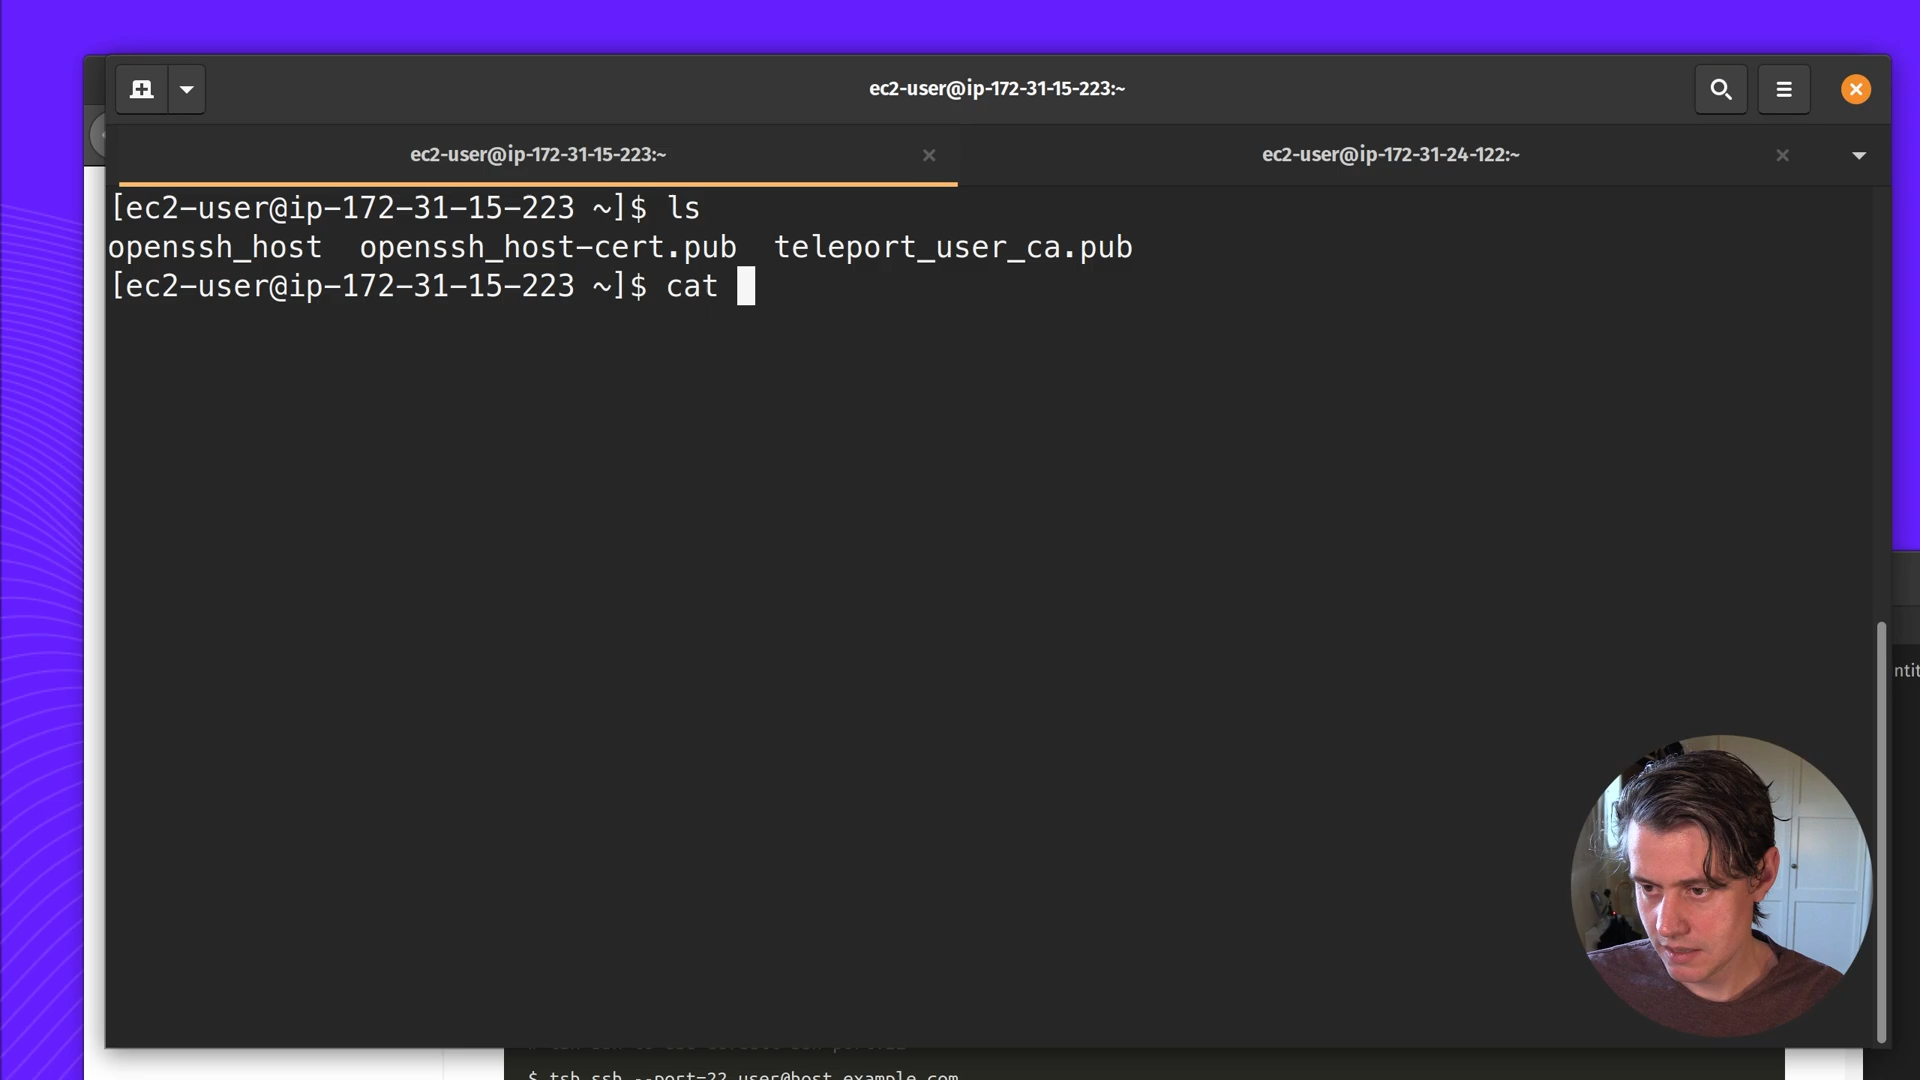 ec2-user@ip-172-31-15-223:~
ec2-user@ip-172-31-15-223:~
ec2-user@ip-172-31-24-122:~
[ec2-user@ip-172-31-15-223 ~]$ ls
openssh_host  openssh_host-cert.pub  teleport_user_ca.pub
[ec2-user@ip-172-31-15-223 ~]$ cat
ntit
$ tsh ssh --port=22 user@host.example.com